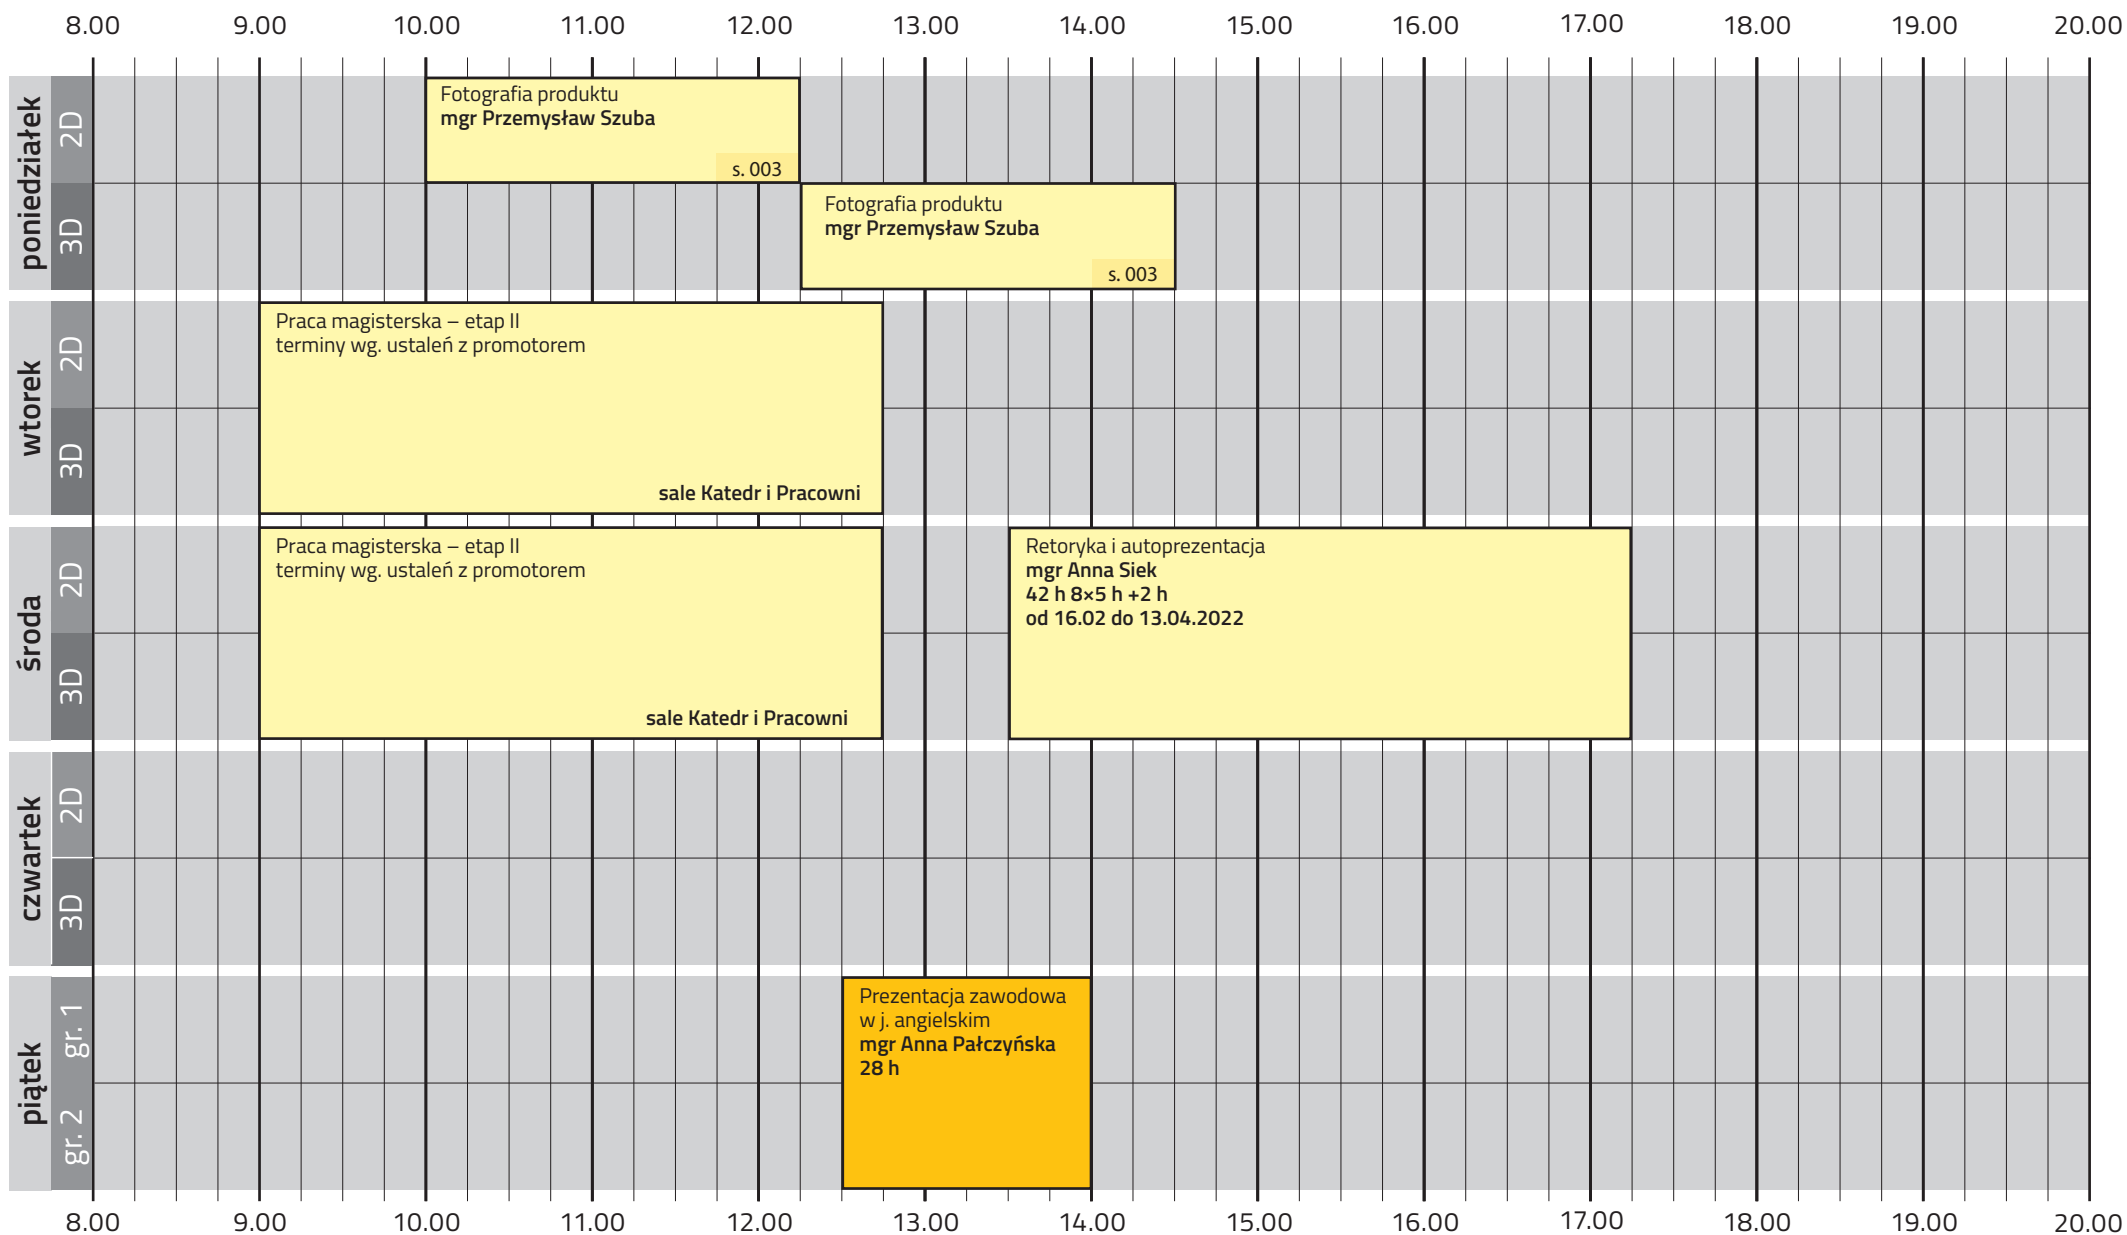 8.00 9.00 10.00 11.00 12.00 13.00 14.00 15.00 16.00 17.00 18.00 19.00 20.00
poniedziałek
2D
Fotografia produktu
mgr Przemysław Szuba
s. 003
3D
Fotografia produktu
mgr Przemysław Szuba
s. 003
wtorek
2D
3D
Praca magisterska – etap II
terminy wg. ustaleń z promotorem
sale Katedr i Pracowni
środa
2D
3D
Praca magisterska – etap II
terminy wg. ustaleń z promotorem
sale Katedr i Pracowni
Retoryka i autoprezentacja
mgr Anna Siek
42 h 8×5 h +2 h
od 16.02 do 13.04.2022
czwartek
2D
3D
piątek
gr. 1
gr. 2
Prezentacja zawodowa
w j. angielskim
mgr Anna Pałczyńska
28 h
8.00 9.00 10.00 11.00 12.00 13.00 14.00 15.00 16.00 17.00 18.00 19.00 20.00